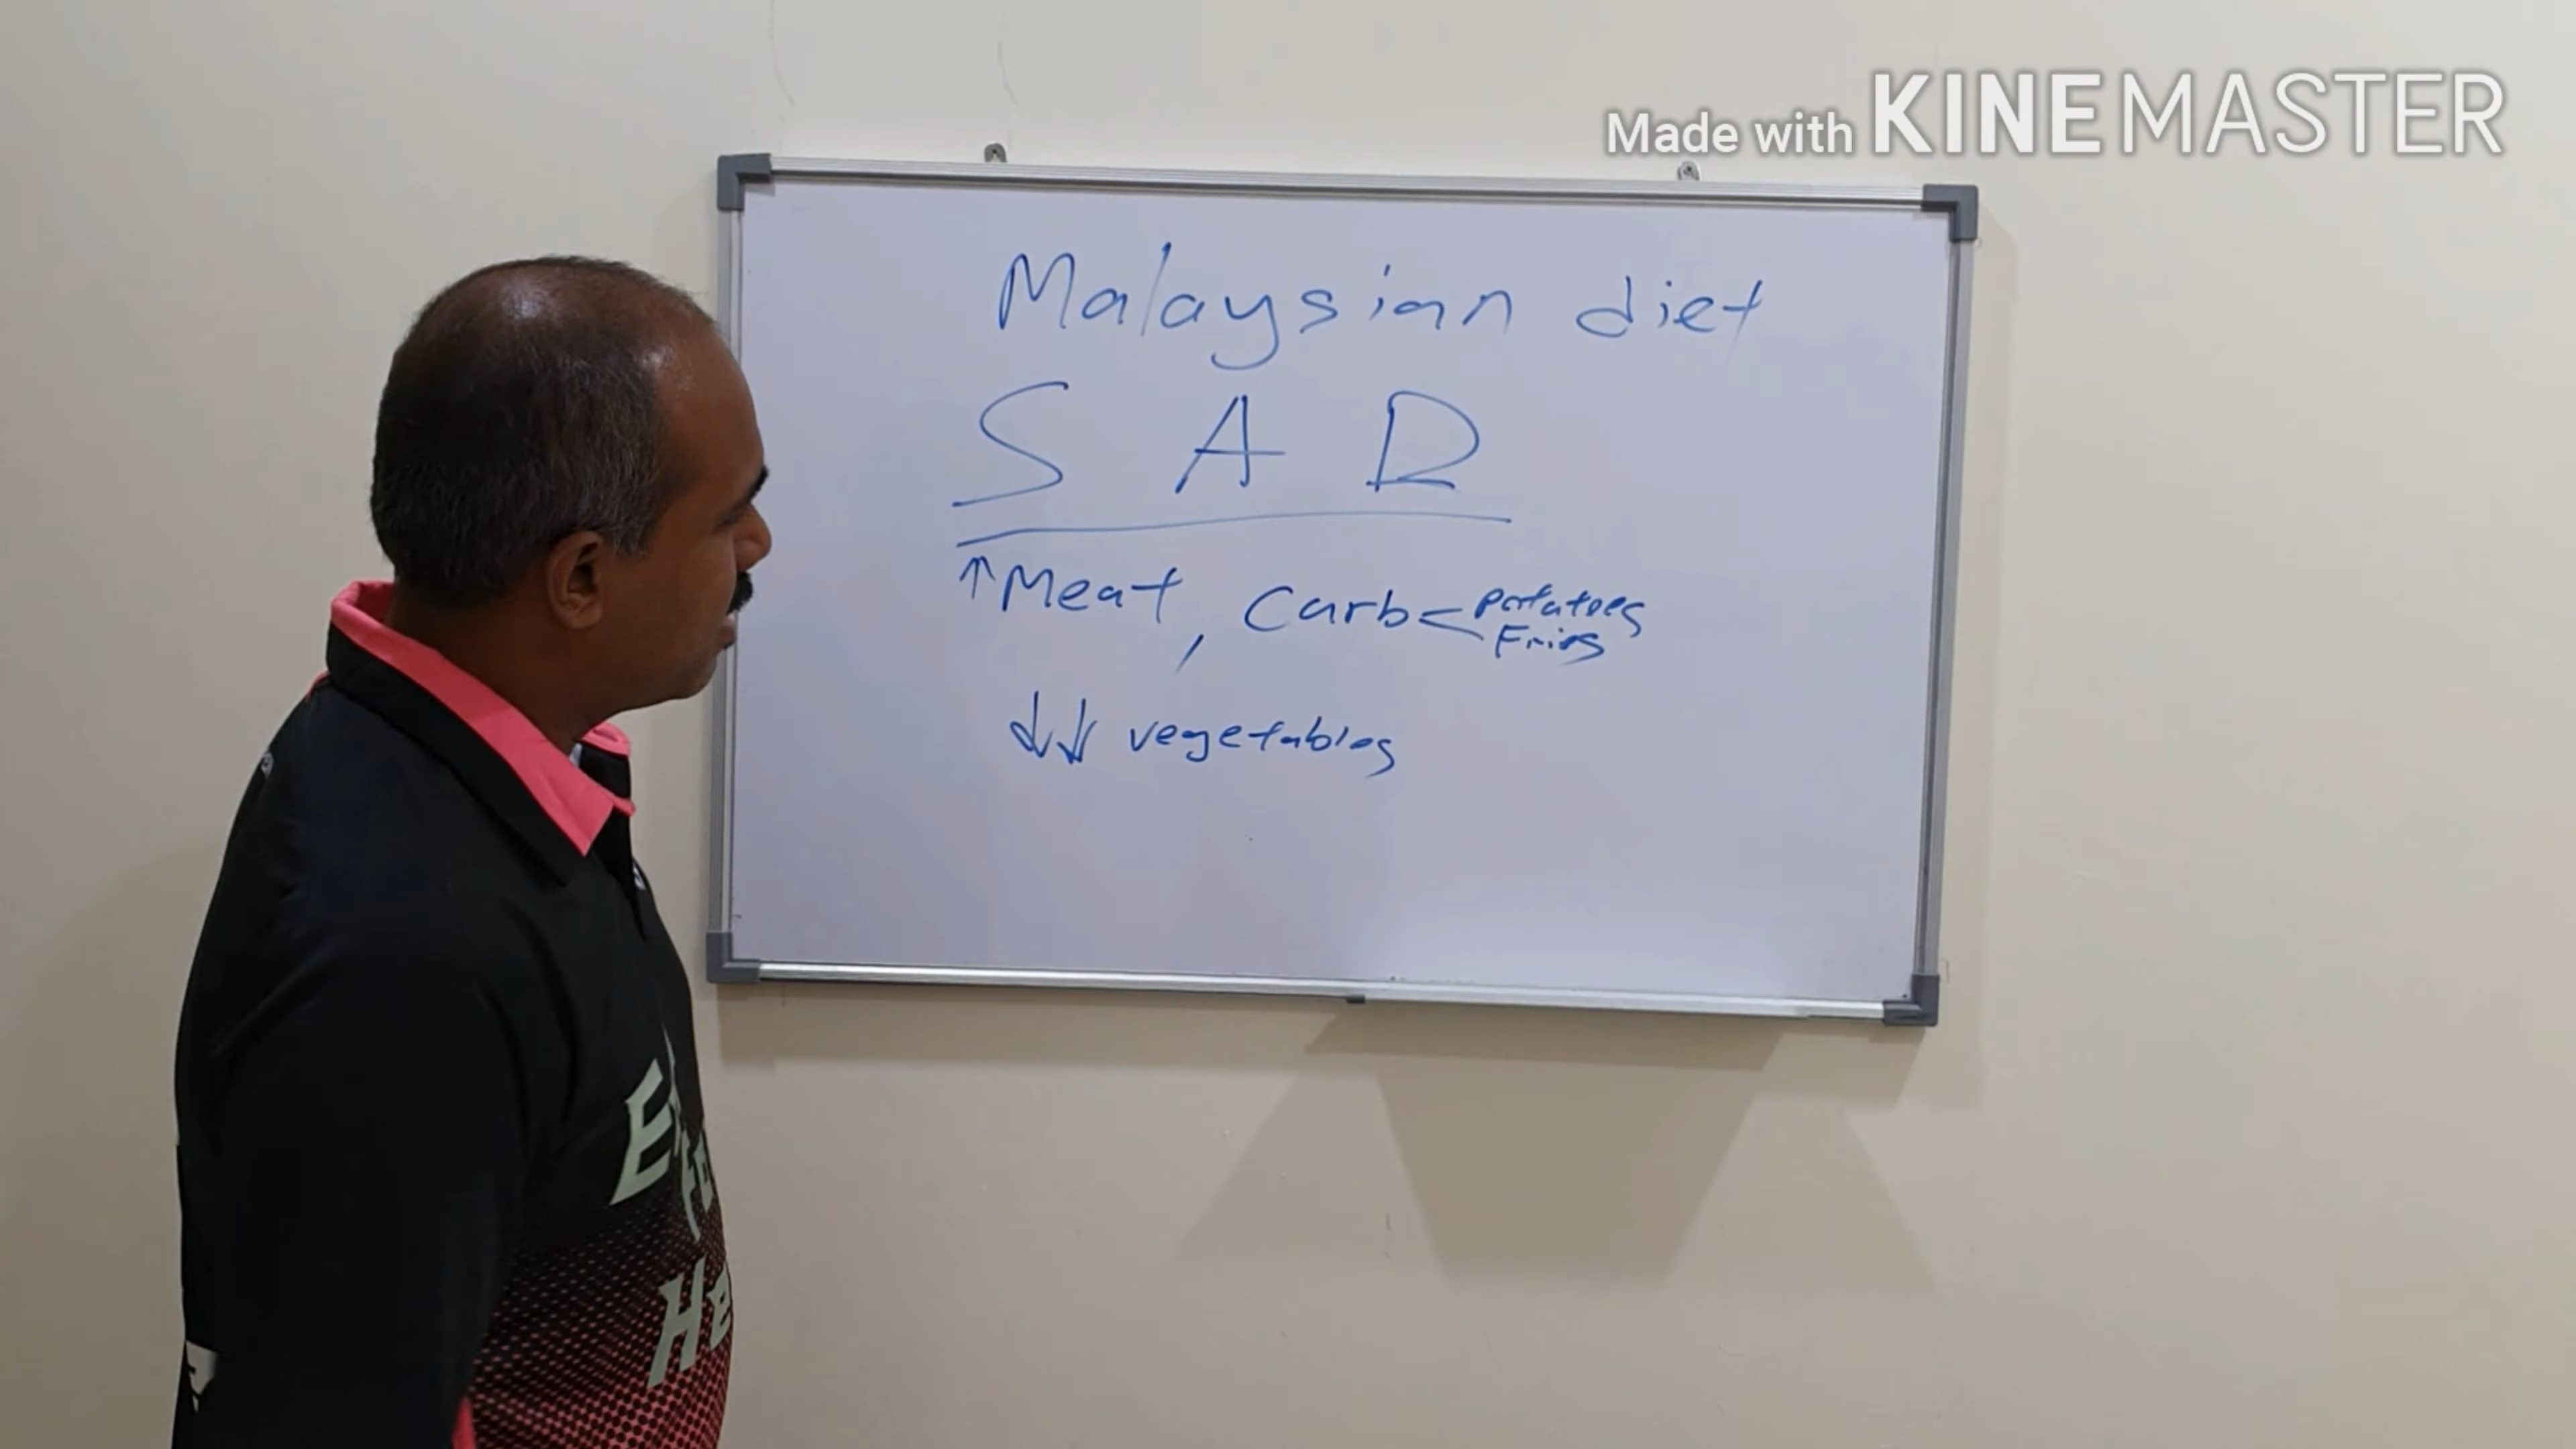 Made with KINEMASTER
Malaysian diet
S A D
↑ Meat, Carb < potatoes
Fries
↓↓ vegetables